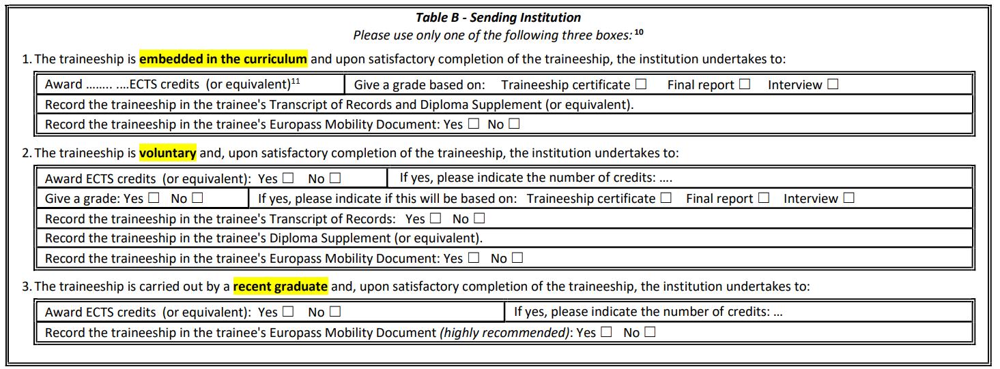 Table B - Sending Institution
Please use only one of the following three boxes:10
1. The traineeship is embedded in the curriculum and upon satisfactory completion of the traineeship, the institution undertakes to:
Award ........ ....ECTS credits (or equivalent)11 Give a grade based on: Traineeship certificate ☐ Final report ☐ Interview ☐
Record the traineeship in the trainee's Transcript of Records and Diploma Supplement (or equivalent).
Record the traineeship in the trainee's Europass Mobility Document: Yes ☐ No ☐
2. The traineeship is voluntary and, upon satisfactory completion of the traineeship, the institution undertakes to:
Award ECTS credits (or equivalent): Yes ☐ No ☐ If yes, please indicate the number of credits: ....
Give a grade: Yes ☐ No ☐ If yes, please indicate if this will be based on: Traineeship certificate ☐ Final report ☐ Interview ☐
Record the traineeship in the trainee's Transcript of Records: Yes ☐ No ☐
Record the traineeship in the trainee's Diploma Supplement (or equivalent).
Record the traineeship in the trainee's Europass Mobility Document: Yes ☐ No ☐
3. The traineeship is carried out by a recent graduate and, upon satisfactory completion of the traineeship, the institution undertakes to:
Award ECTS credits (or equivalent): Yes ☐ No ☐ If yes, please indicate the number of credits: ...
Record the traineeship in the trainee's Europass Mobility Document (highly recommended): Yes ☐ No ☐